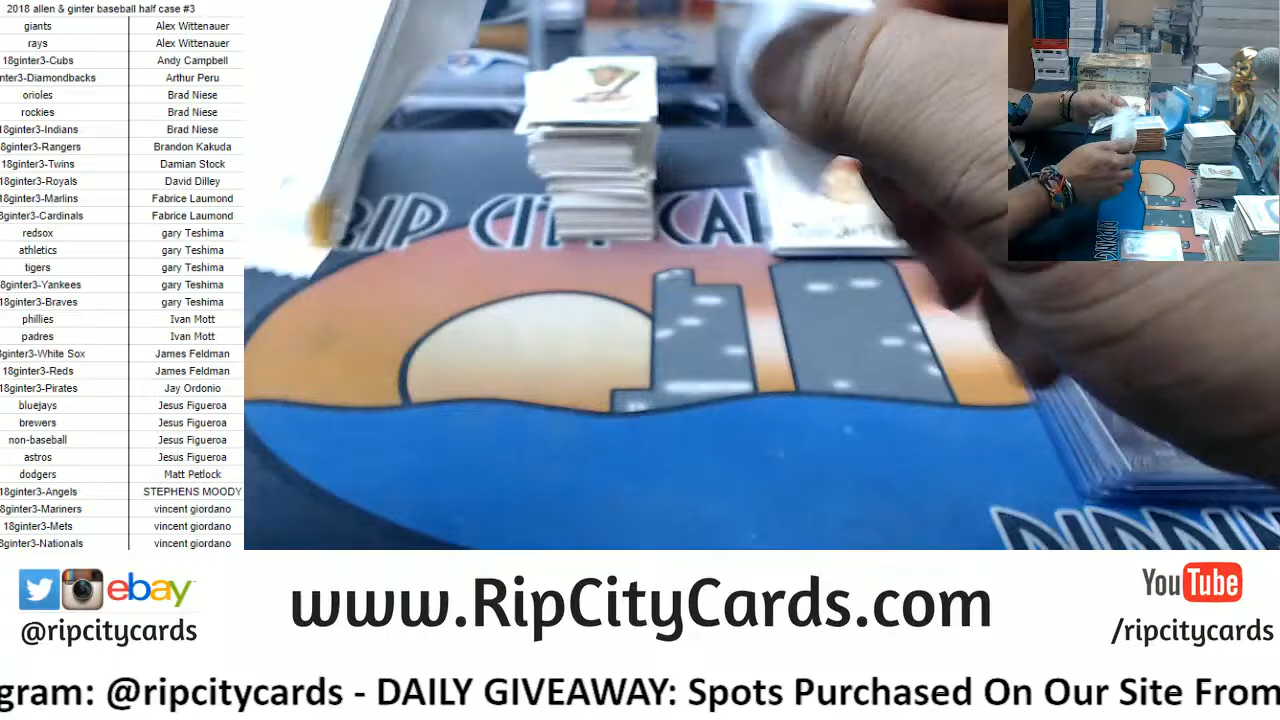 2018 allen & ginter baseball half case #3
giants Alex Wittenauer
rays Alex Wittenauer
18ginter3-Cubs Andy Campbell
nter3-Diamondbacks Arthur Peru
orioles Brad Niese
rockies Brad Niese
18ginter3-Indians Brad Niese
8ginter3-Rangers Brandon Kakuda
18ginter3-Twins Damian Stock
18ginter3-Royals David Dilley
8ginter3-Marlins Fabrice Laumond
8ginter3-Cardinals Fabrice Laumond
redsox gary Teshima
athletics gary Teshima
tigers gary Teshima
8ginter3-Yankees gary Teshima
18ginter3-Braves gary Teshima
phillies Ivan Mott
padres Ivan Mott
ginter3-White Sox James Feldman
18ginter3-Reds James Feldman
18ginter3-Pirates Jay Ordonio
bluejays Jesus Figueroa
brewers Jesus Figueroa
non-baseball Jesus Figueroa
astros Jesus Figueroa
dodgers Matt Petlock
18ginter3-Angels STEPHENS MOODY
8ginter3-Mariners vincent giordano
18ginter3-Mets vincent giordano
8ginter3-Nationals vincent giordano
RIP CITY CA
RIPPIN
ebay
@ripcitycards
www.RipCityCards.com
YouTube
/ripcitycards
gram: @ripcitycards - DAILY GIVEAWAY: Spots Purchased On Our Site From